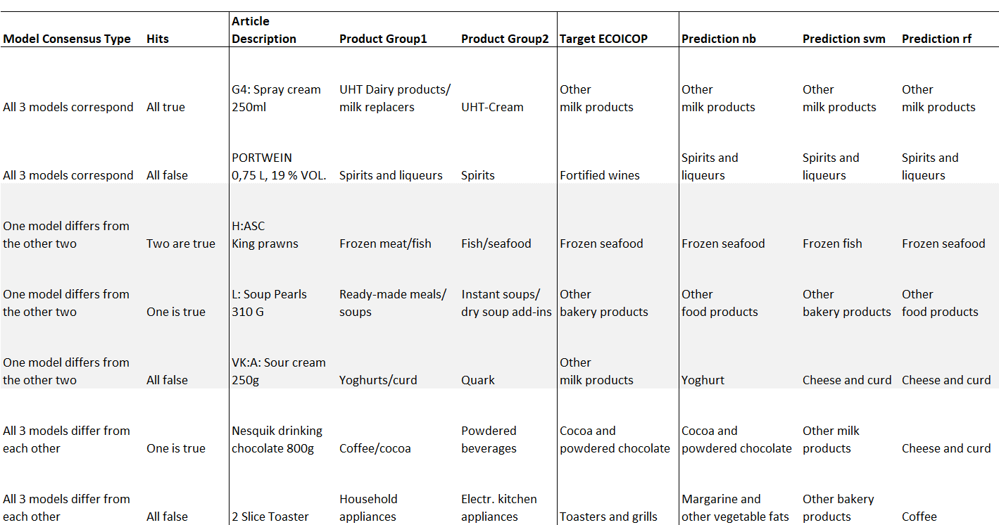 Model Consensus Type Hits Article Description Product Group1 Product Group2 Target ECOICOP Prediction nb Prediction svm Prediction rf
All 3 models correspond All true G4: Spray cream 250ml UHT Dairy products/ milk replacers UHT-Cream Other milk products Other milk products Other milk products Other milk products
All 3 models correspond All false PORTWEIN 0,75 L, 19 % VOL. Spirits and liqueurs Spirits Fortified wines Spirits and liqueurs Spirits and liqueurs Spirits and liqueurs
One model differs from the other two Two are true H:ASC King prawns Frozen meat/fish Fish/seafood Frozen seafood Frozen seafood Frozen fish Frozen seafood
One model differs from the other two One is true L: Soup Pearls 310 G Ready-made meals/ soups Instant soups/ dry soup add-ins Other bakery products Other food products Other bakery products Other food products
One model differs from the other two All false VK:A: Sour cream 250g Yoghurts/curd Quark Other milk products Yoghurt Cheese and curd Cheese and curd
All 3 models differ from each other One is true Nesquik drinking chocolate 800g Coffee/cocoa Powdered beverages Cocoa and powdered chocolate Cocoa and powdered chocolate Other milk products Cheese and curd
All 3 models differ from each other All false 2 Slice Toaster Household appliances Electr. kitchen appliances Toasters and grills Margarine and other vegetable fats Other bakery products Coffee